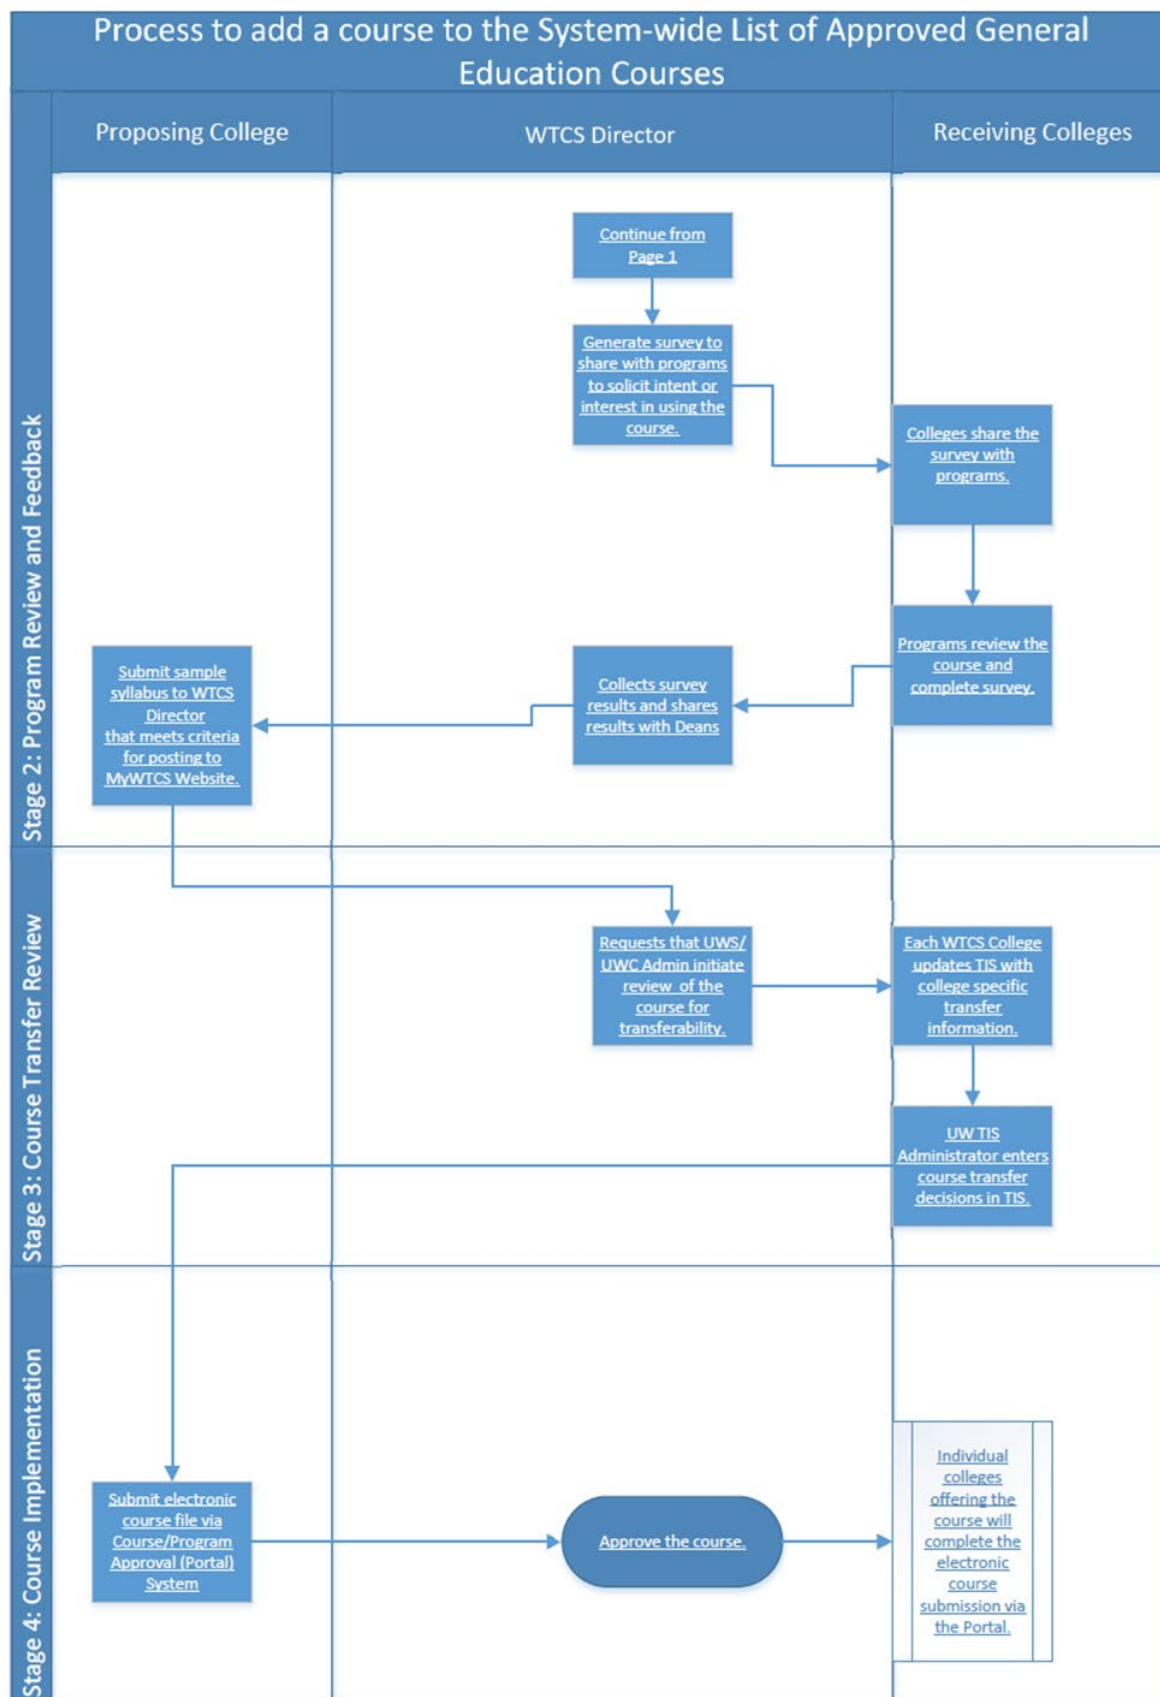 Process to add a course to the System-wide List of Approved General
Education Courses
Proposing College
WTCS Director
Receiving Colleges
Stage 2: Program Review and Feedback
Continue from
Page 1
Generate survey to
share with programs
to solicit intent or
interest in using the
course.
Colleges share the
survey with
programs.
Programs review the
course and
complete survey.
Collects survey
results and shares
results with Deans
Submit sample
syllabus to WTCS
Director
that meets criteria
for posting to
MyWTCS Website.
Stage 3: Course Transfer Review
Requests that UWS/
UWC Admin initiate
review of the
course for
transferability.
Each WTCS College
updates TIS with
college specific
transfer
information.
UW TIS
Administrator enters
course transfer
decisions in TIS.
Stage 4: Course Implementation
Submit electronic
course file via
Course/Program
Approval (Portal)
System
Approve the course.
Individual
colleges
offering the
course will
complete the
electronic
course
submission via
the Portal.